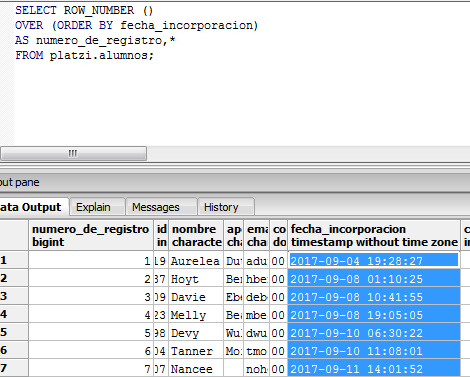 SELECT ROW_NUMBER ()
OVER (ORDER BY fecha_incorporacion)
AS numero_de_registro,*
FROM platzi.alumnos;
put pane
ata Output Explain Messages History
numero_de_registro id nombre ap ema co fecha_incorporacion c
bigint in characte cha cha do timestamp without time zone in
1 1 19 Aurelea Du adu 00 2017-09-04 19:28:27
2 2 37 Hoyt Be hbe 00 2017-09-08 01:10:25
3 3 09 Davie Eb deb 00 2017-09-08 10:41:55
4 4 23 Melly Be mbe 00 2017-09-08 19:05:05
5 5 98 Devy Wu dwu 00 2017-09-10 06:30:22
6 6 04 Tanner Mo tmo 00 2017-09-10 11:08:01
7 7 07 Nancee noh 00 2017-09-11 14:01:52